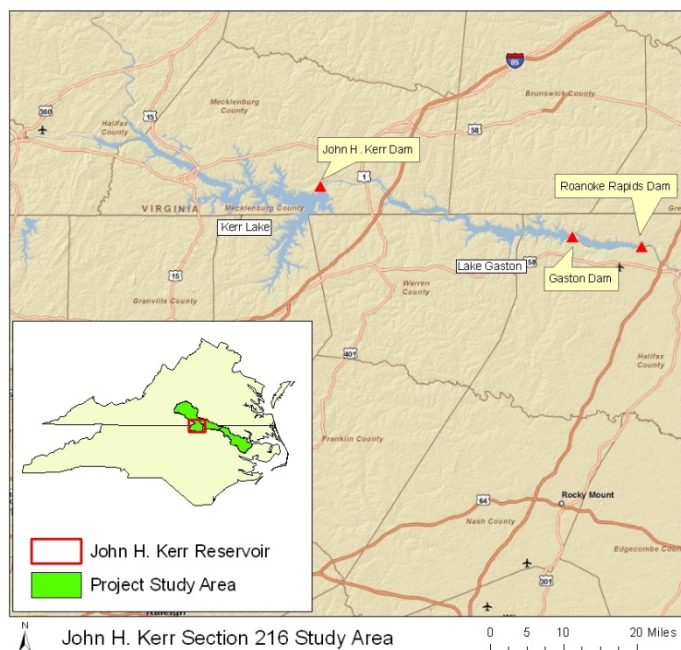 85
Brunswick County
Mecklenburg
County
360
Halifax
County
15
58
John H. Kerr Dam
1
Roanoke Rapids Dam
VIRGINIA
Mecklenburg County
Kerr Lake
15
58
Lake Gaston
Gaston Dam
Granville County
Warren
County
401
Halifax
County
Franklin County
64
Rocky Mount
Nash County
301
John H. Kerr Reservoir
Project Study Area
N
John H. Kerr Section 216 Study Area
0 5 10 20 Miles